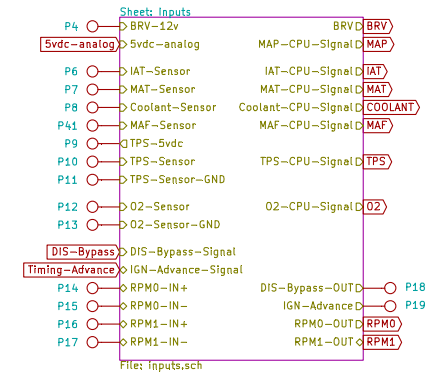 Sheet: Inputs
P4 BRV-12v BRV BRV
5vdc-analog 5vdc-analog MAP-CPU-Signal MAP
P6 IAT-Sensor IAT-CPU-Signal IAT
P7 MAT-Sensor MAT-CPU-Signal MAT
P8 Coolant-Sensor Coolant-CPU-Signal COOLANT
P41 MAF-Sensor MAF-CPU-Signal MAF
P9 TPS-5vdc
P10 TPS-Sensor TPS-CPU-Signal TPS
P11 TPS-Sensor-GND
P12 O2-Sensor O2-CPU-Signal O2
P13 O2-Sensor-GND
DIS-Bypass DIS-Bypass-Signal
Timing-Advance IGN-Advance-Signal
P14 RPM0-IN+ DIS-Bypass-OUT P18
P15 RPM0-IN- IGN-Advance P19
P16 RPM1-IN+ RPM0-OUT RPM0
P17 RPM1-IN- RPM1-OUT RPM1
File: inputs.sch